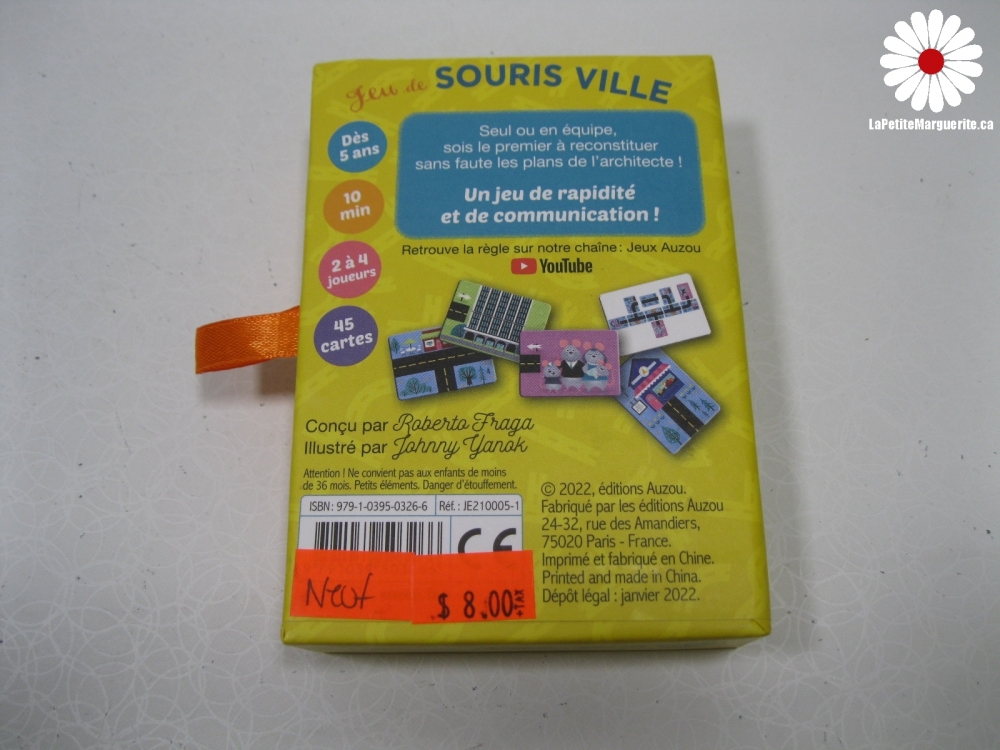 LaPetiteMarguerite.ca
Jeu de SOURIS VILLE
Dès
5 ans
10
min
2 à 4
joueurs
45
cartes
Seul ou en équipe,
sois le premier à reconstituer
sans faute les plans de l'architecte !
Un jeu de rapidité
et de communication !
Retrouve la règle sur notre chaîne : Jeux Auzou
YouTube
Conçu par Roberto Fraga
Illustré par Johnny Yanok
Attention ! Ne convient pas aux enfants de moins
de 36 mois. Petits éléments. Danger d'étouffement.
ISBN : 979-1-0395-0326-6 Réf. : JE210005-1
CE
Neuf
$ 8.00 +TAX
© 2022, éditions Auzou.
Fabriqué par les éditions Auzou
24-32, rue des Amandiers,
75020 Paris - France.
Imprimé et fabriqué en Chine.
Printed and made in China.
Dépôt légal : janvier 2022.